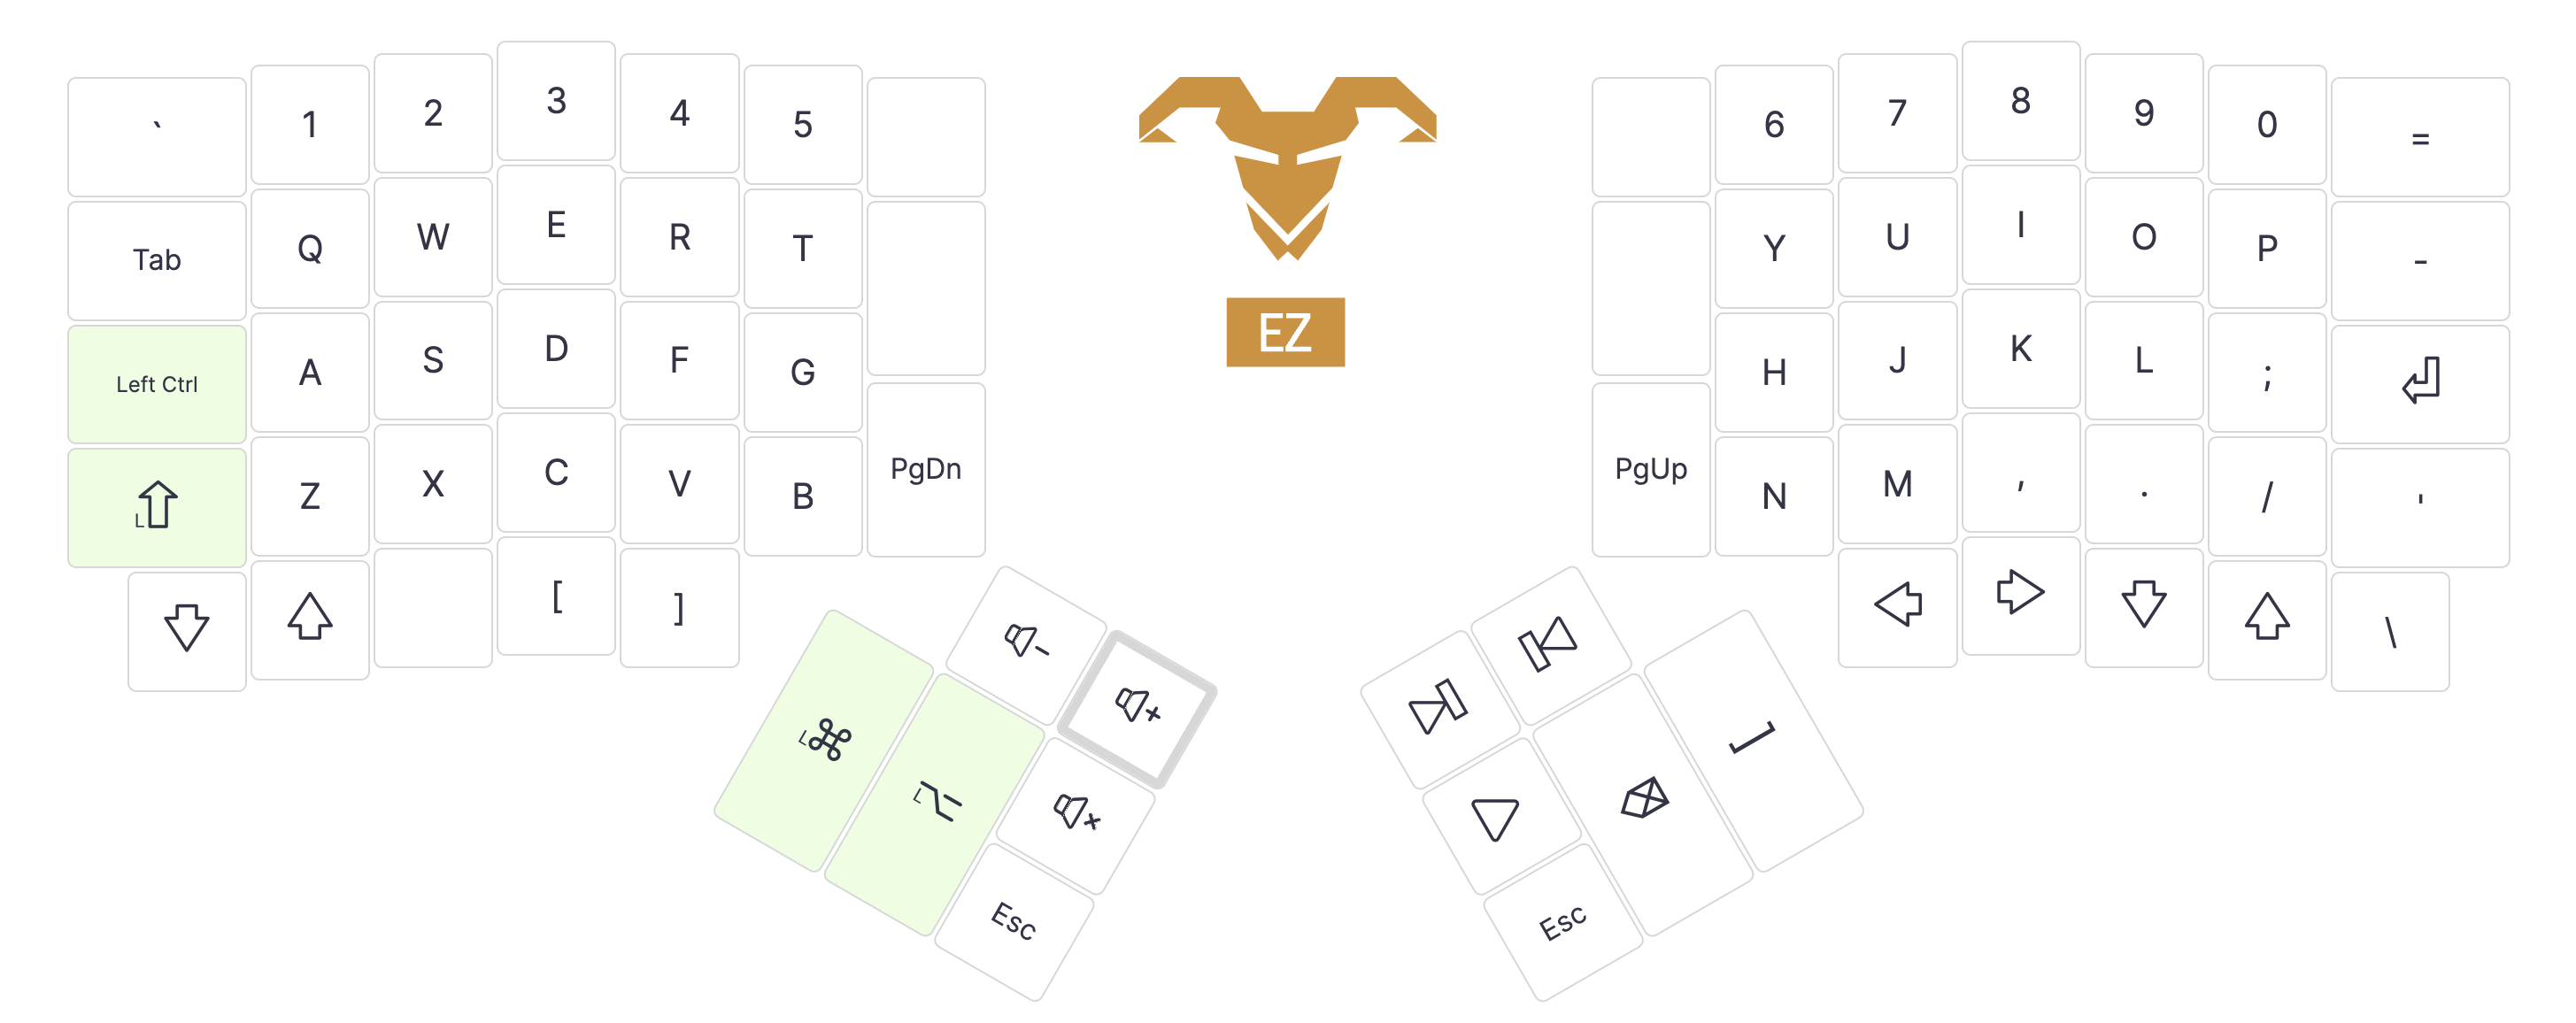 ` 1 2 3 4 5
6 7 8 9 0 =
Tab Q W E R T
Y U I O P -
Left Ctrl A S D F G
H J K L ;
L Z X C V B PgDn
PgUp N M , . / '
[ ]
\
EZ
L
L
Esc
Esc